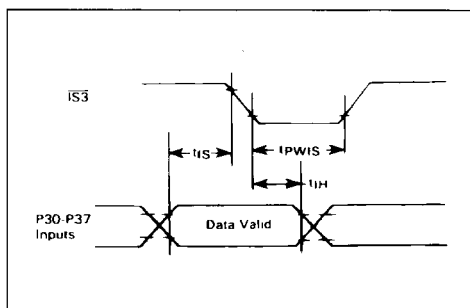 IS3
tIS
tPWIS
tIH
P30-P37
Inputs
Data Valid